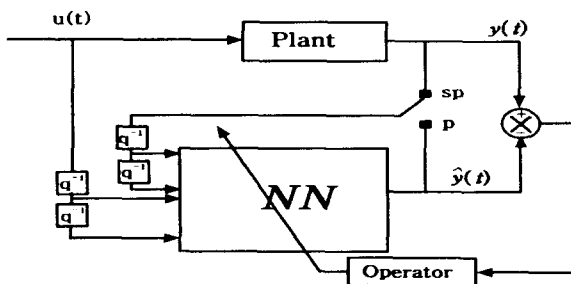 u(t)
Plant
y(t)
sp
p
q⁻¹
q⁻¹
q⁻¹
q⁻¹
NN
ŷ(t)
+
Operator